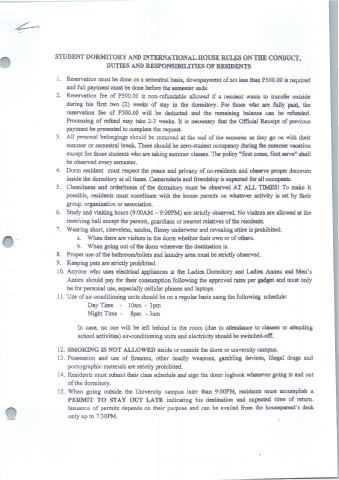 STUDENT DORMITORY AND INTERNATIONAL HOUSE RULES ON THE CONDUCT,
DUTIES AND RESPONSIBILITIES OF RESIDENTS
1. Reservation must be done on a semestral basis, downpayment of not less than P500.00 is required
and full payment must be done before the semester ends.
2. Reservation fee of P500.00 is non-refundable allowed if a resident wants to transfer outside
during his first two (2) weeks of stay in the dormitory. For those who are fully paid, the
reservation fee of P500.00 will be deducted and the remaining balance can be refunded.
Processing of refund may take 2-3 weeks. It is necessary that the Official Receipt of previous
payment be presented to complete the request.
3. All personal belongings should be removed at the end of the semester as they go on with their
summer or semestral break. There should be zero-student occupancy during the summer vacation
except for those students who are taking summer classes. The policy "first come, first serve" shall
be observed every semester.
4. Dorm resident must respect the peace and privacy of co-residents and observe proper decorum
inside the dormitory at all times. Camaraderie and friendship is expected for all occupants.
5. Cleanliness and orderliness of the dormitory must be observed AT ALL TIMES! To make it
possible, residents must coordinate with the house parents on whatever activity is set by their
group, organization or association.
6. Study and visiting hours (9:00AM – 9:00PM) are strictly observed. No visitors are allowed at the
receiving hall except the parents, guardians or nearest relatives of the residents.
7. Wearing short, sleeveless, sandos, flimsy underwear and revealing attire is prohibited:
a. When there are visitors in the dorm whether their own or of others.
b. When going out of the dorm wherever the destination is.
8. Proper use of the bathroom/toilets and laundry area must be strictly observed.
9. Keeping pets are strictly prohibited.
10. Anyone who uses electrical appliances at the Ladies Dormitory and Ladies Annex and Men's
Annex should pay for their consumption following the approved rates per gadget and must only
be for personal use, especially cellular phones and laptops.
11. Use of air-conditioning units should be on a regular basis using the following schedule:
Day Time - 10am - 3pm
Night Time - 8pm - 3am
In case, no one will be left behind in the room (due to attendance to classes or attending
school activities) air-conditioning units and electricity should be switched-off.
12. SMOKING IS NOT ALLOWED inside or outside the dorm or university campus.
13. Possession and use of firearms, other deadly weapons, gambling devices, illegal drugs and
pornographic materials are strictly prohibited.
14. Residents must submit their class schedule and sign the dorm logbook whenever going in and out
of the dormitory.
15. When going outside the University campus later than 9:00PM, residents must accomplish a
PERMIT TO STAY OUT LATE indicating his destination and expected time of return.
Issuance of permits depends on their purpose and can be availed from the houseparent's desk
only up to 7:30PM.